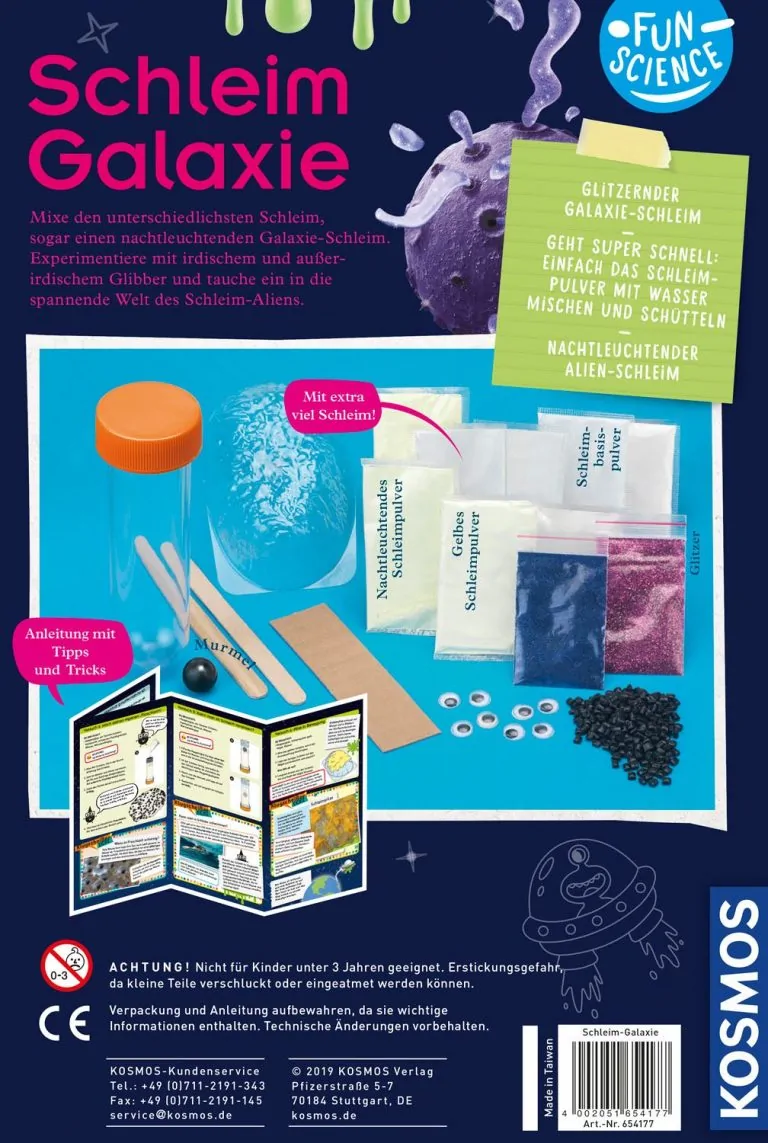 FUN
SCIENCE
Schleim
Galaxie
Mixe den unterschiedlichsten Schleim,
sogar einen nachtleuchtenden Galaxie-Schleim.
Experimentiere mit irdischem und außer-
irdischem Glibber und tauche ein in die
spannende Welt des Schleim-Aliens.
GLITZERNDER
GALAXIE-SCHLEIM
—
GEHT SUPER SCHNELL:
EINFACH DAS SCHLEIM-
PULVER MIT WASSER
MISCHEN UND SCHÜTTELN
—
NACHTLEUCHTENDER
ALIEN-SCHLEIM
Mit extra
viel Schleim!
Schleim-
basis-
pulver
Nachtleuchtendes
Schleimpulver
Gelbes
Schleimpulver
Glitzer
Murmel
Anleitung mit
Tipps
und Tricks
0-3
ACHTUNG! Nicht für Kinder unter 3 Jahren geeignet. Erstickungsgefahr,
da kleine Teile verschluckt oder eingeatmet werden können.
CE
Verpackung und Anleitung aufbewahren, da sie wichtige
Informationen enthalten. Technische Änderungen vorbehalten.
KOSMOS-Kundenservice
Tel.: +49 (0)711-2191-343
Fax: +49 (0)711-2191-145
service@kosmos.de
© 2019 KOSMOS Verlag
Pfizerstraße 5-7
70184 Stuttgart, DE
kosmos.de
Made in Taiwan
Schleim-Galaxie
4 002051 654177
Art.-Nr. 654177
KOSMOS